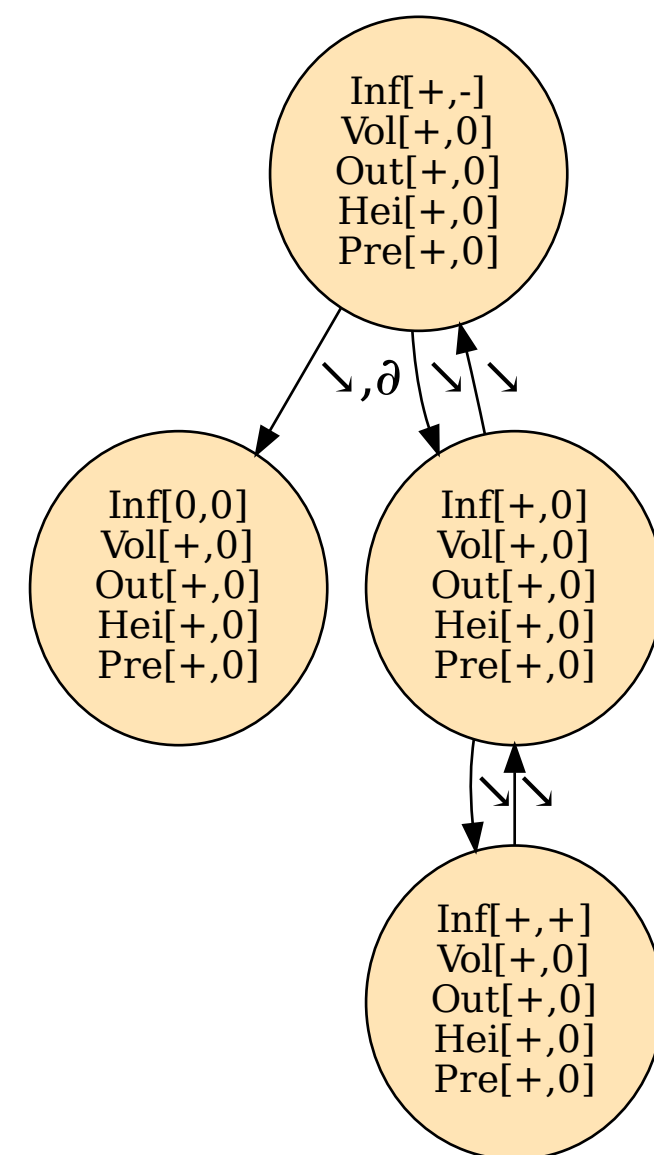 Inf[+,-]
Vol[+,0]
Out[+,0]
Hei[+,0]
Pre[+,0]
↘,∂
↘
↘
Inf[0,0]
Vol[+,0]
Out[+,0]
Hei[+,0]
Pre[+,0]
Inf[+,0]
Vol[+,0]
Out[+,0]
Hei[+,0]
Pre[+,0]
↘
↘
Inf[+,+]
Vol[+,0]
Out[+,0]
Hei[+,0]
Pre[+,0]